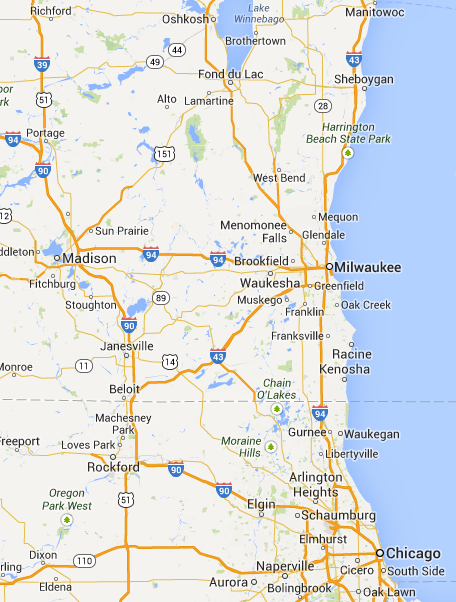 Richford
Oshkosh
Lake
Winnebago
Manitowoc
Brothertown
44
49
39
43
Fond du Lac
Sheboygan
51
Alto
Lamartine
28
Portage
Harrington
Beach State Park
94
151
90
West Bend
12
Mequon
Sun Prairie
Menomonee
Falls
Glendale
94
94
Brookfield
Madison
Milwaukee
Fitchburg
Waukesha
Greenfield
Stoughton
89
Muskego
Oak Creek
Franklin
90
Franksville
Janesville
43
Racine
14
11
Kenosha
Monroe
Beloit
Chain
O'Lakes
94
Machesney
Park
Gurnee
Waukegan
Freeport
Loves Park
Moraine
Hills
Libertyville
Rockford
90
Arlington
Heights
Oregon
Park West
51
90
Elgin
Schaumburg
Elmhurst
Chicago
Dixon
110
Naperville
Cicero
South Side
Eldena
Aurora
Bolingbrook
Oak Lawn